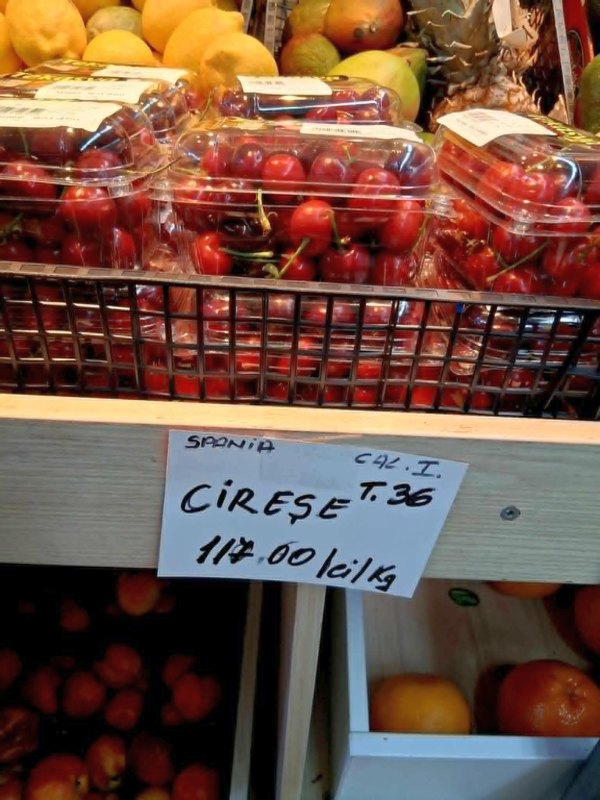 SPANIA
CAL. I.
CIREȘE T. 36
117.00 lei/Kg